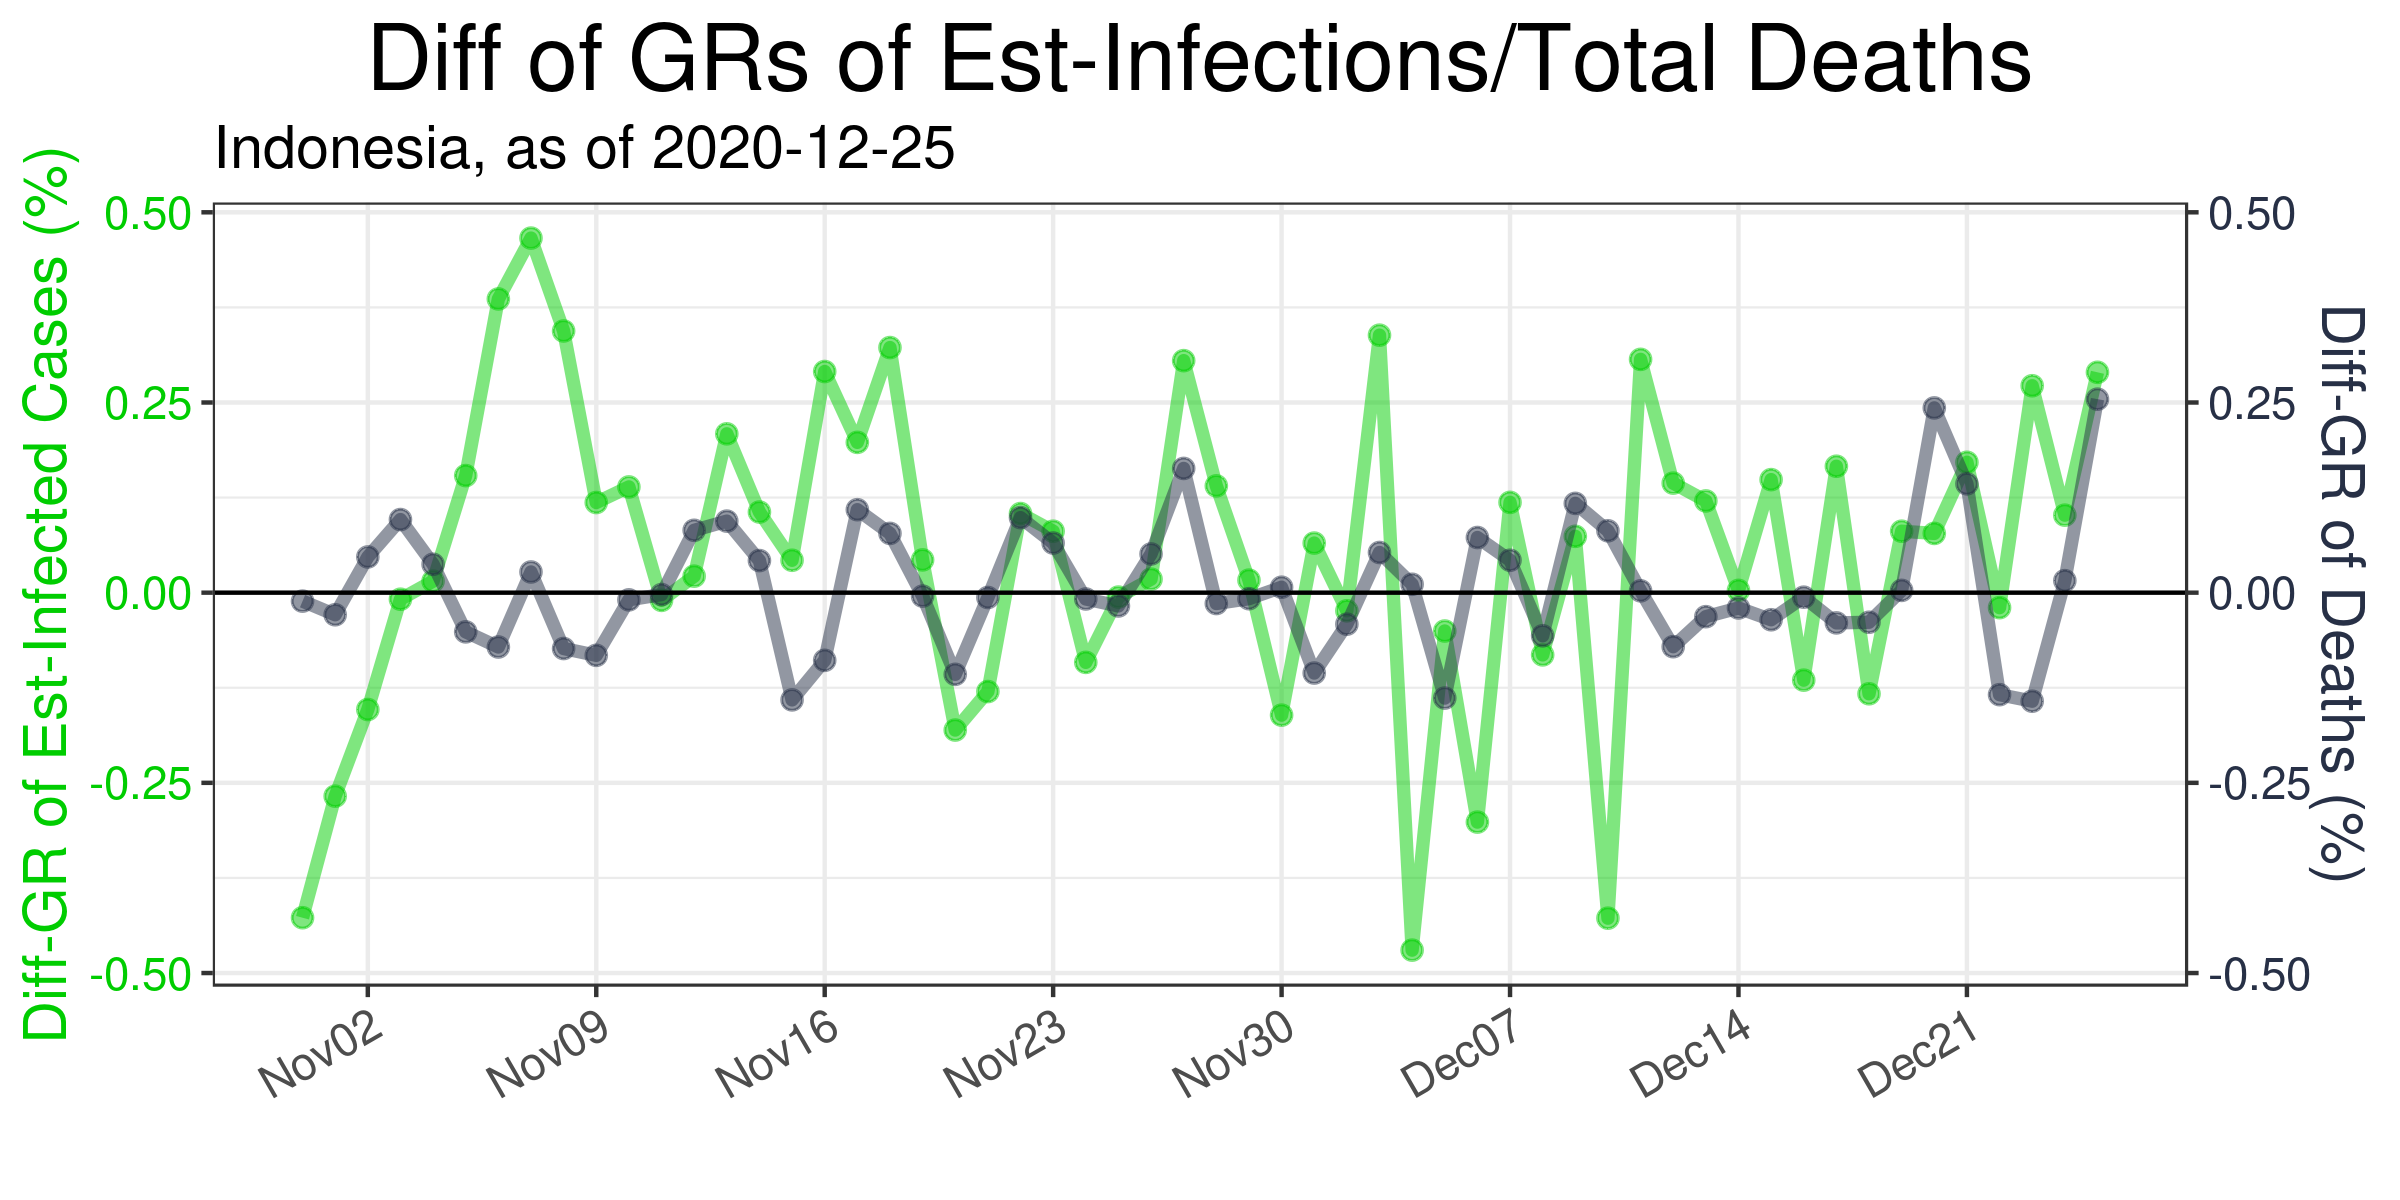 Diff of GRs of Est-Infections/Total Deaths
Indonesia, as of 2020-12-25
Diff-GR of Est-Infected Cases (%)
0.50
0.25
0.00
-0.25
-0.50
0.50
0.25
0.00
-0.25
-0.50
Diff-GR of Deaths (%)
Nov02
Nov09
Nov16
Nov23
Nov30
Dec07
Dec14
Dec21